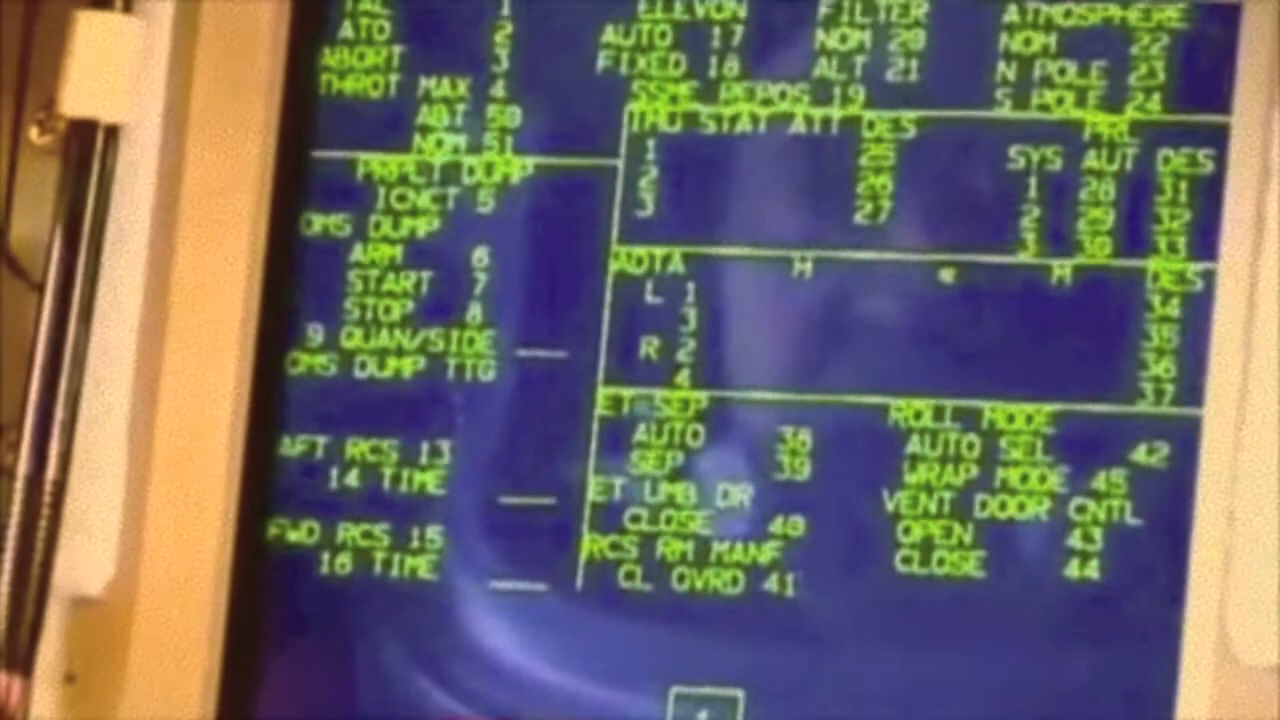 TAL 1
ATO 2
ABORT 3
THROT MAX 4
ABT 50
NOM 51
PRPLT DUMP
ICNCT 5
OMS DUMP
ARM 6
START 7
STOP 8
9 QUAN/SIDE
OMS DUMP TTG
AFT RCS 13
14 TIME
FWD RCS 15
16 TIME
ELEVON FILTER ATMOSPHERE
AUTO 17 NOM 20 NOM 22
FIXED 18 ALT 21 N POLE 23
SSME REPOS 19 S POLE 24
IMU STAT ATT DES
1 25
2 26
3 27
PRL
SYS AUT DES
1 28 31
2 29 32
3 30 33
ADTA H α M DES
L 1 34
3 35
R 2 36
4 37
ET SEP
AUTO 38
SEP 39
ET UMB DR
CLOSE 40
RCS RM MANF
CL OVRD 41
ROLL MODE
AUTO SEL 42
WRAP MODE 45
VENT DOOR CNTL
OPEN 43
CLOSE 44